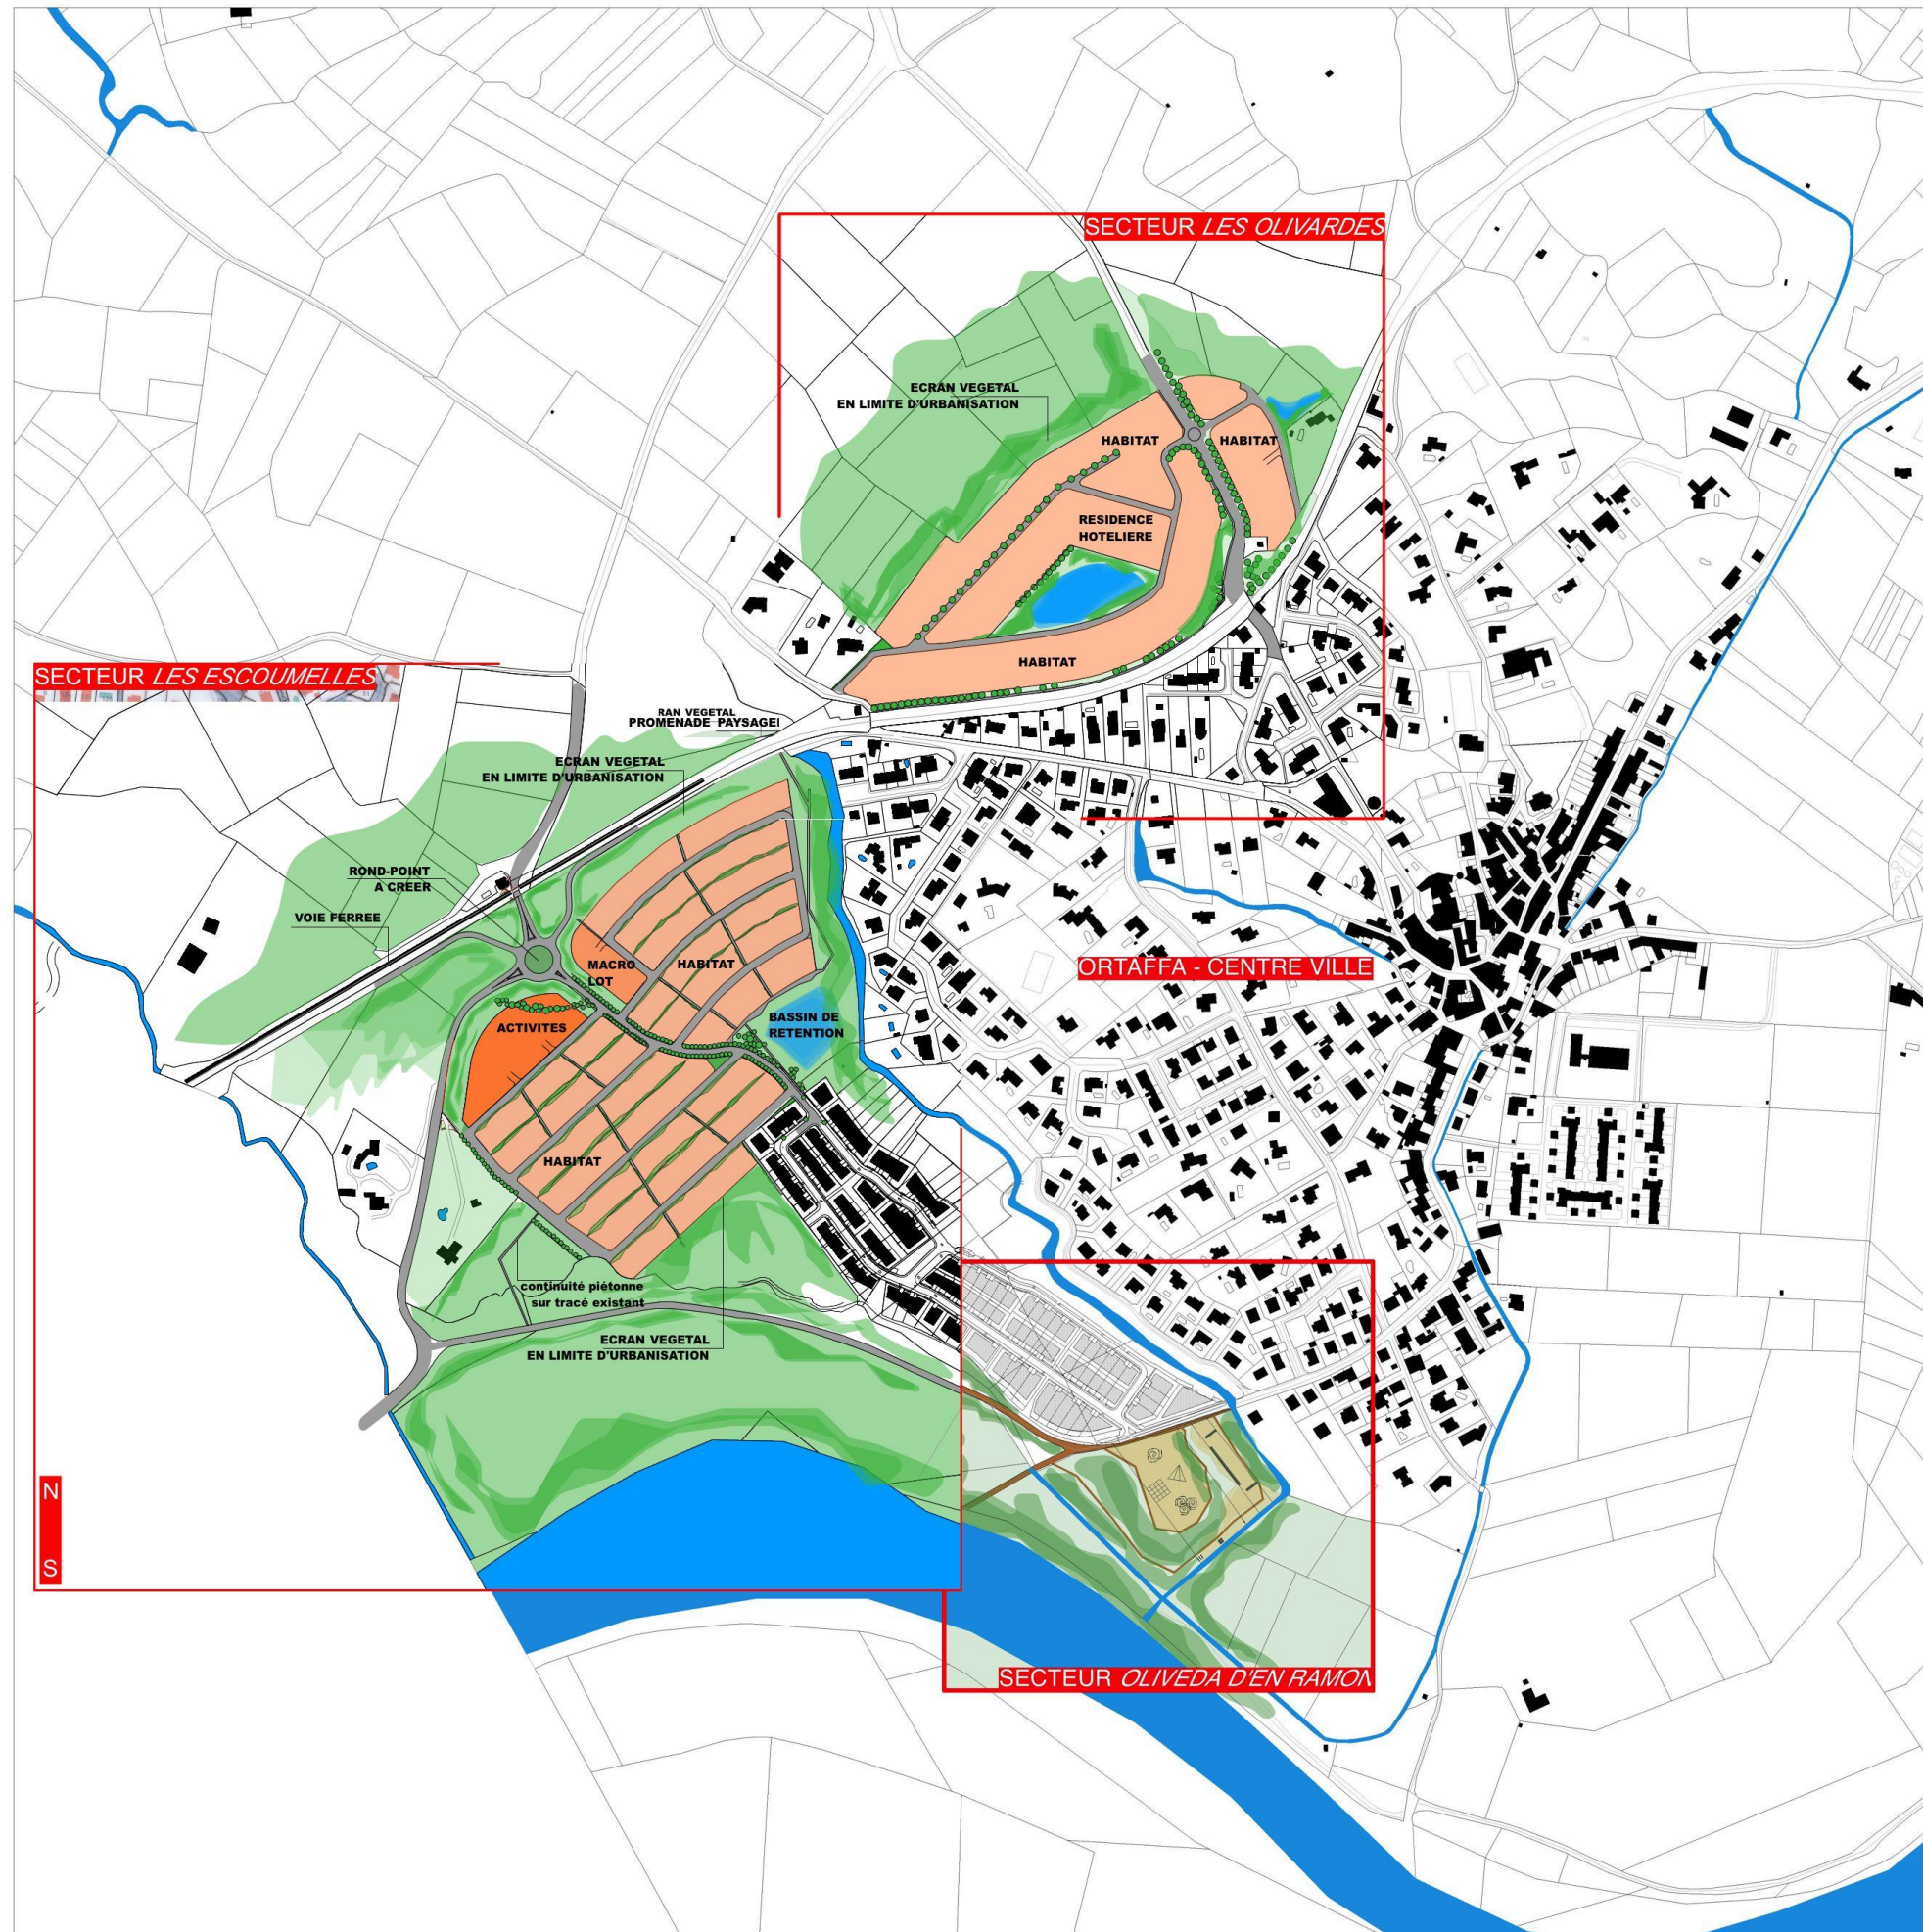 SECTEUR LES OLIVARDES
ECRAN VEGETAL
EN LIMITE D'URBANISATION
HABITAT
HABITAT
RESIDENCE
HOTELIERE
HABITAT
SECTEUR LES ESCOUMELLES
RAN VEGETAL
PROMENADE PAYSAGE
ECRAN VEGETAL
EN LIMITE D'URBANISATION
ROND-POINT
A CREER
VOIE FERREE
MACRO
LOT
HABITAT
ORTAFFA - CENTRE VILLE
BASSIN DE
RETENTION
ACTIVITES
HABITAT
continuité piétonne
sur tracé existant
ECRAN VEGETAL
EN LIMITE D'URBANISATION
N
S
SECTEUR OLIVEDA D'EN RAMON